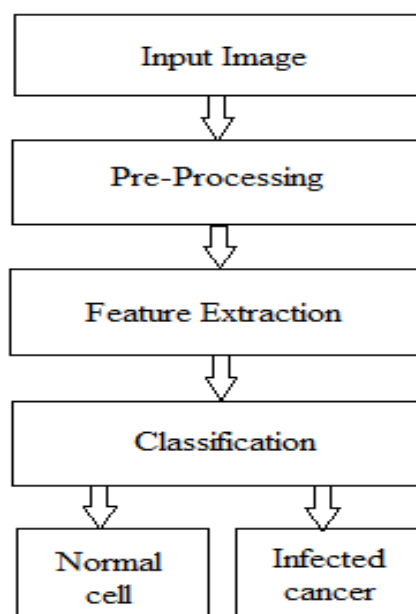 Input Image
Pre-Processing
Feature Extraction
Classification
Normal
cell
Infected
cancer